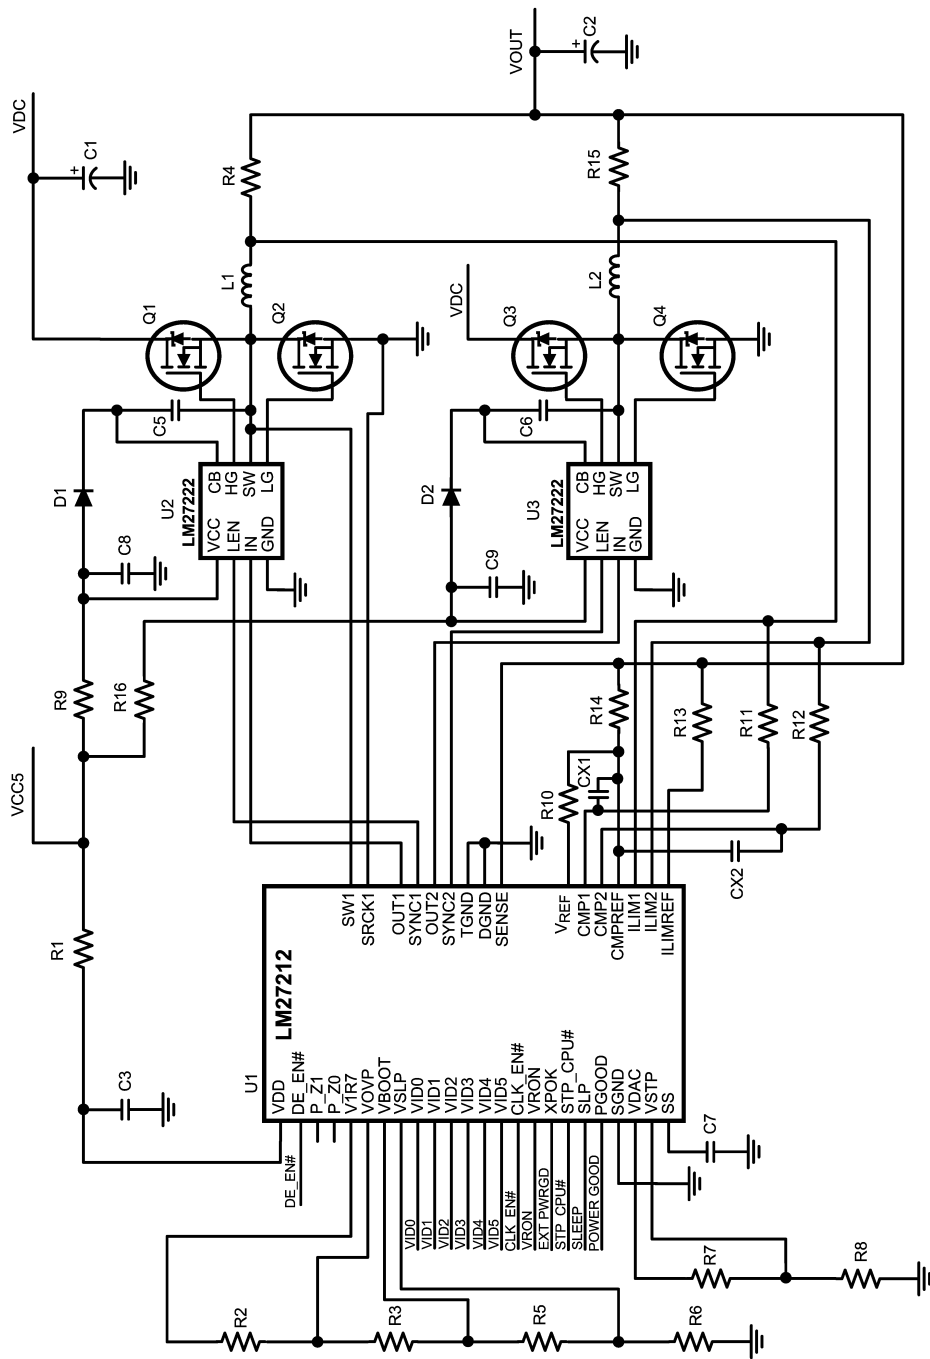 VDC
C1
+
VOUT
C2
+
R4
R15
L1
L2
Q1
Q2
VDC
Q3
Q4
D1
C5
D2
C6
C8
C9
U2
LM27222
VCC
LEN
IN
GND
CB
HG
SW
LG
U3
LM27222
VCC
LEN
IN
GND
CB
HG
SW
LG
R9
R16
VCC5
R14
R13
R11
R12
R10
CX1
CX2
R1
C3
U1
LM27212
VDD
DE_EN#
P_Z1
P_Z0
V1R7
VOVP
VBOOT
VSLP
VID0
VID1
VID2
VID3
VID4
VID5
CLK_EN#
VRON
XPOK
STP_CPU#
SLP
PGOOD
SGND
VDAC
VSTP
SS
SW1
SRCK1
OUT1
SYNC1
OUT2
SYNC2
TGND
DGND
SENSE
VREF
CMP1
CMP2
CMPREF
ILIM1
ILIM2
ILIMREF
DE_EN#
VID0
VID1
VID2
VID3
VID4
VID5
CLK EN#
VRON
EXT PWRGD
STP CPU#
SLEEP
POWER GOOD
C7
R7
R8
R2
R3
R5
R6